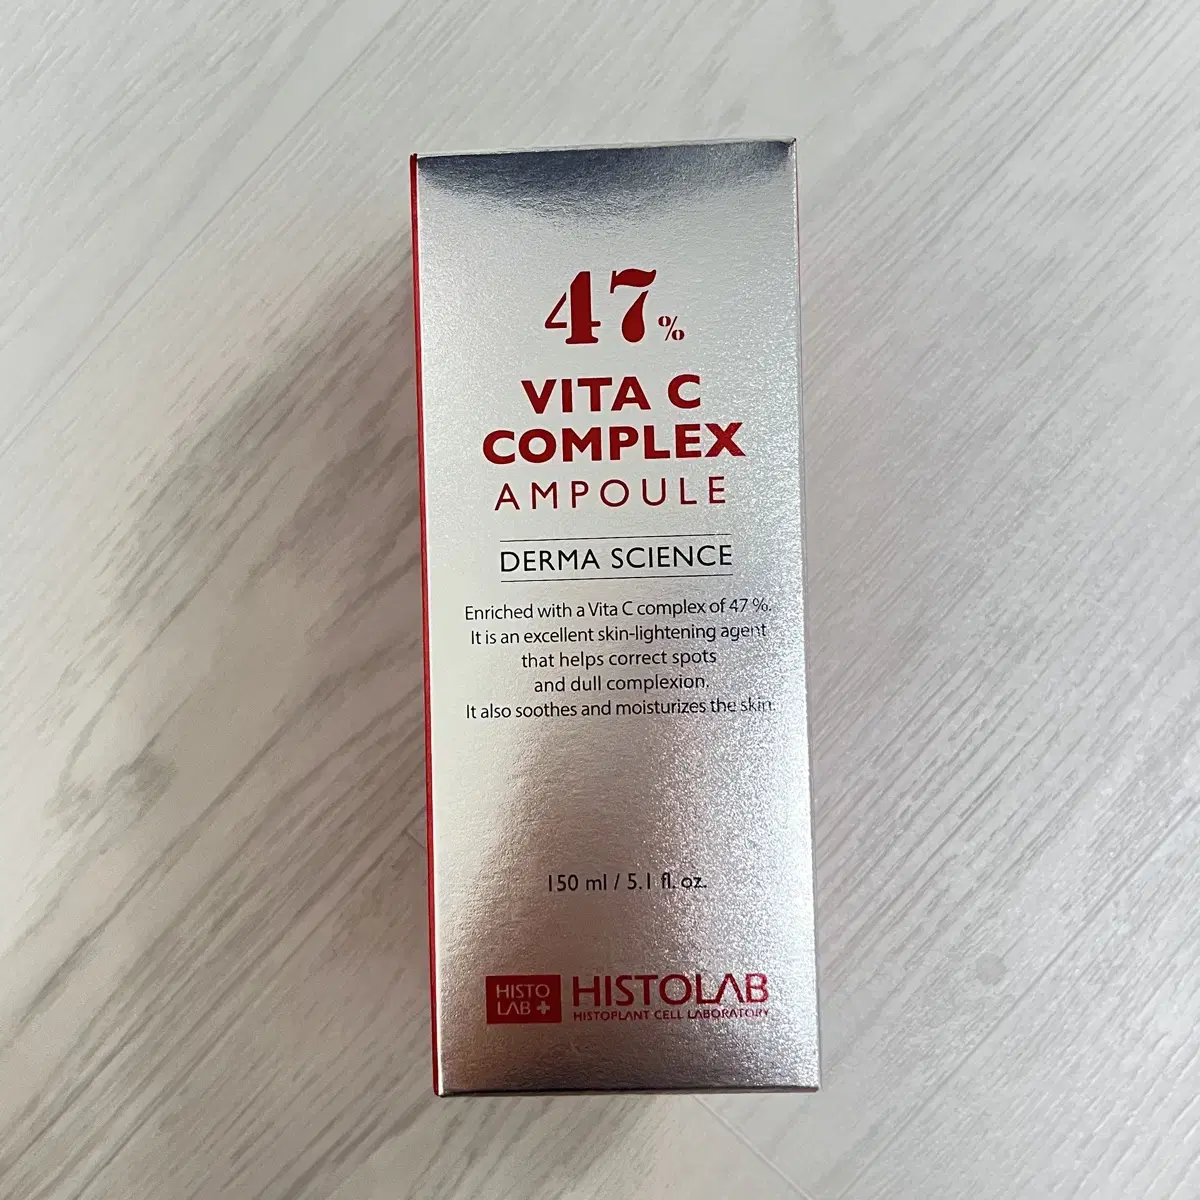 47%
VITA C
COMPLEX
AMPOULE
DERMA SCIENCE
Enriched with a Vita C complex of 47 %.
It is an excellent skin-lightening agent
that helps correct spots
and dull complexion.
It also soothes and moisturizes the skin.
150 ml / 5.1 fl. oz.
HISTO
LAB
HISTOLAB
HISTOPLANT CELL LABORATORY